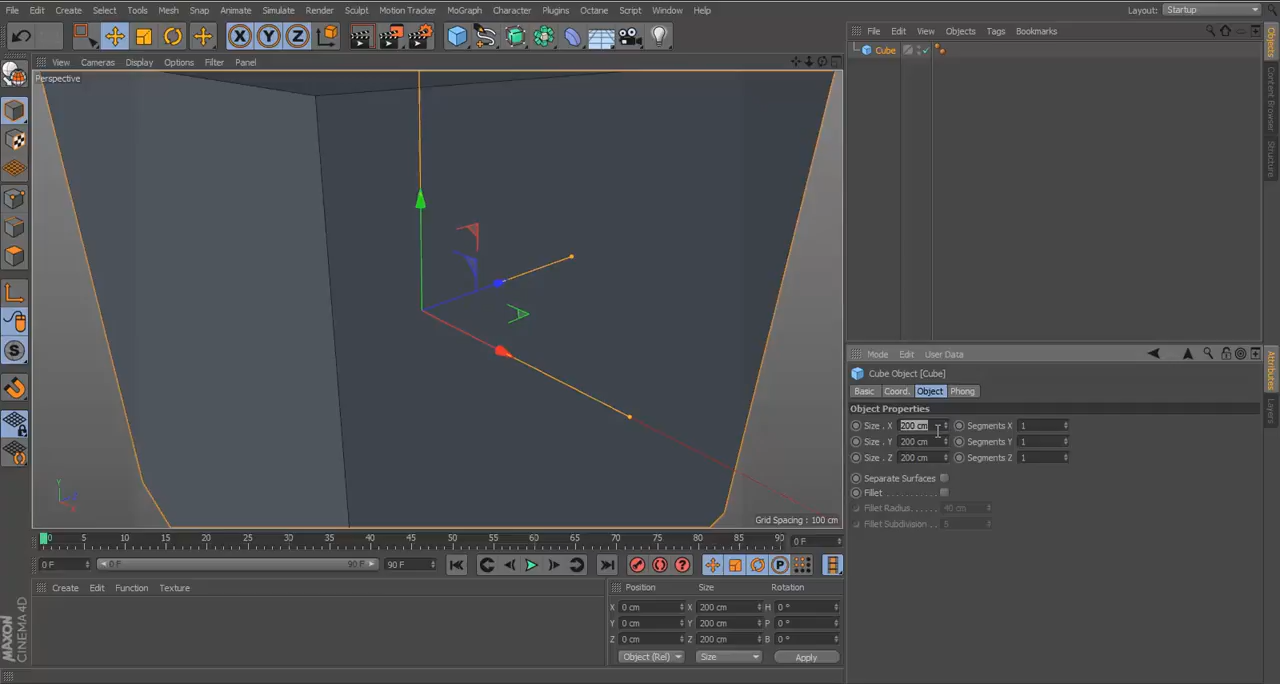 File Edit Create Select Tools Mesh Snap Animate Simulate Render Sculpt Motion Tracker MoGraph Character Plugins Octane Script Window Help Layout: Startup
X Y Z
File Edit View Objects Tags Bookmarks
View Cameras Display Options Filter Panel
Cube
Perspective
Objects
Content Browser
Structure
S
Y
Grid Spacing : 100 cm
Mode Edit User Data
Cube Object [Cube]
Basic Coord. Object Phong
Object Properties
Size . X 200 cm Segments X 1
Size . Y 200 cm Segments Y 1
Size . Z 200 cm Segments Z 1
Separate Surfaces
Fillet
Fillet Radius 40 cm
Fillet Subdivision 5
Attributes
Layers
0 5 10 15 20 25 30 35 40 45 50 55 60 65 70 75 80 85 90 0 F
0 F 0 F 90 F 90 F P
Create Edit Function Texture
Position Size Rotation
X 0 cm X 200 cm H 0 °
Y 0 cm Y 200 cm P 0 °
Z 0 cm Z 200 cm B 0 °
Object (Rel) Size Apply
MAXON
CINEMA 4D